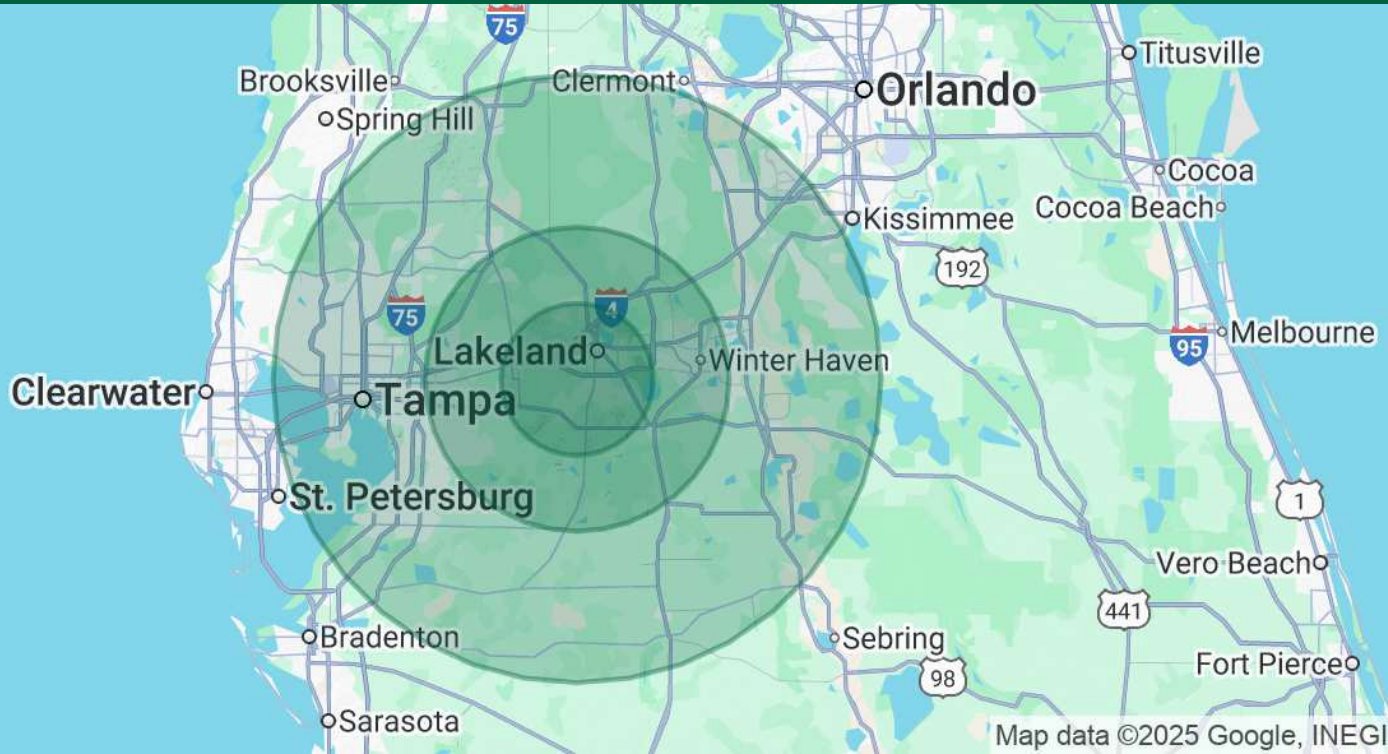 75
Titusville
Brooksville
Clermont
Orlando
Spring Hill
Cocoa
Cocoa Beach
Kissimmee
192
75
4
Melbourne
95
Lakeland
Winter Haven
Clearwater
Tampa
St. Petersburg
1
Vero Beach
441
Bradenton
Sebring
Fort Pierce
98
Sarasota
Map data ©2025 Google, INEGI